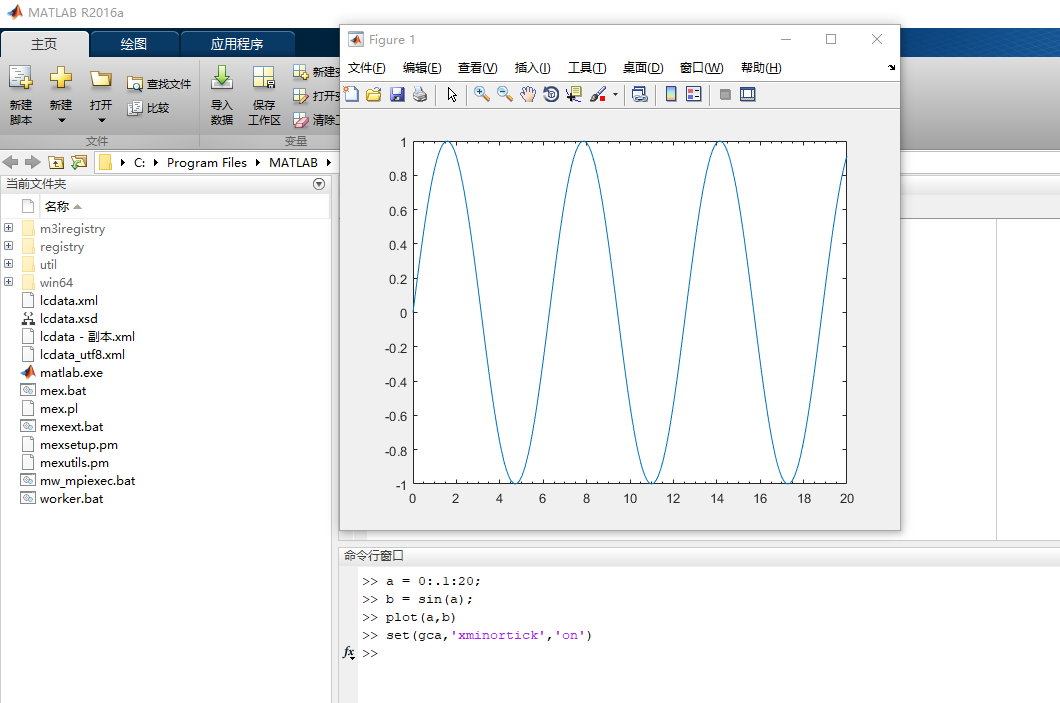 MATLAB R2016a
主页 绘图 应用程序
新建脚本
新建
打开
查找文件
比较
文件
导入数据
保存工作区
新建
打开
清除工
变量
C: Program Files MATLAB
当前文件夹
名称
m3iregistry
registry
util
win64
lcdata.xml
lcdata.xsd
lcdata - 副本.xml
lcdata_utf8.xml
matlab.exe
mex.bat
mex.pl
mexext.bat
mexsetup.pm
mexutils.pm
mw_mpiexec.bat
worker.bat
Figure 1
文件(F) 编辑(E) 查看(V) 插入(I) 工具(T) 桌面(D) 窗口(W) 帮助(H)
1
0.8
0.6
0.4
0.2
0
-0.2
-0.4
-0.6
-0.8
-1
0 2 4 6 8 10 12 14 16 18 20
命令行窗口
>> a = 0:.1:20;
>> b = sin(a);
>> plot(a,b)
>> set(gca,'xminortick','on')
fx >>